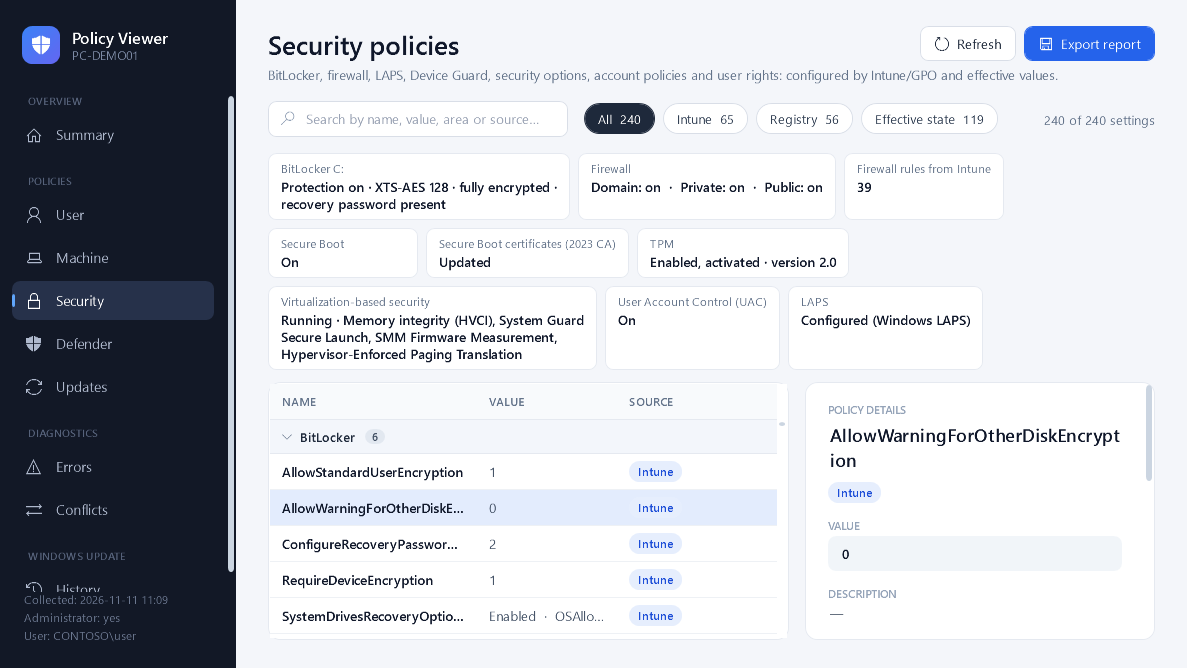 Policy Viewer
PC-DEMO01
OVERVIEW
Summary
POLICIES
User
Machine
Security
Defender
Updates
DIAGNOSTICS
Errors
Conflicts
WINDOWS UPDATE
History
Collected: 2026-11-11 11:09
Administrator: yes
User: CONTOSO\user
Security policies
Refresh
Export report
BitLocker, firewall, LAPS, Device Guard, security options, account policies and user rights: configured by Intune/GPO and effective values.
Search by name, value, area or source...
All 240
Intune 65
Registry 56
Effective state 119
240 of 240 settings
BitLocker C:
Protection on · XTS-AES 128 · fully encrypted ·
recovery password present
Firewall
Domain: on · Private: on · Public: on
Firewall rules from Intune
39
Secure Boot
On
Secure Boot certificates (2023 CA)
Updated
TPM
Enabled, activated · version 2.0
Virtualization-based security
Running · Memory integrity (HVCI), System Guard
Secure Launch, SMM Firmware Measurement,
Hypervisor-Enforced Paging Translation
User Account Control (UAC)
On
LAPS
Configured (Windows LAPS)
NAME VALUE SOURCE
BitLocker 6
AllowStandardUserEncryption 1 Intune
AllowWarningForOtherDiskE... 0 Intune
ConfigureRecoveryPasswor... 2 Intune
RequireDeviceEncryption 1 Intune
SystemDrivesRecoveryOptio... Enabled · OSAllo... Intune
POLICY DETAILS
AllowWarningForOtherDiskEncrypt
ion
Intune
VALUE
0
DESCRIPTION
—